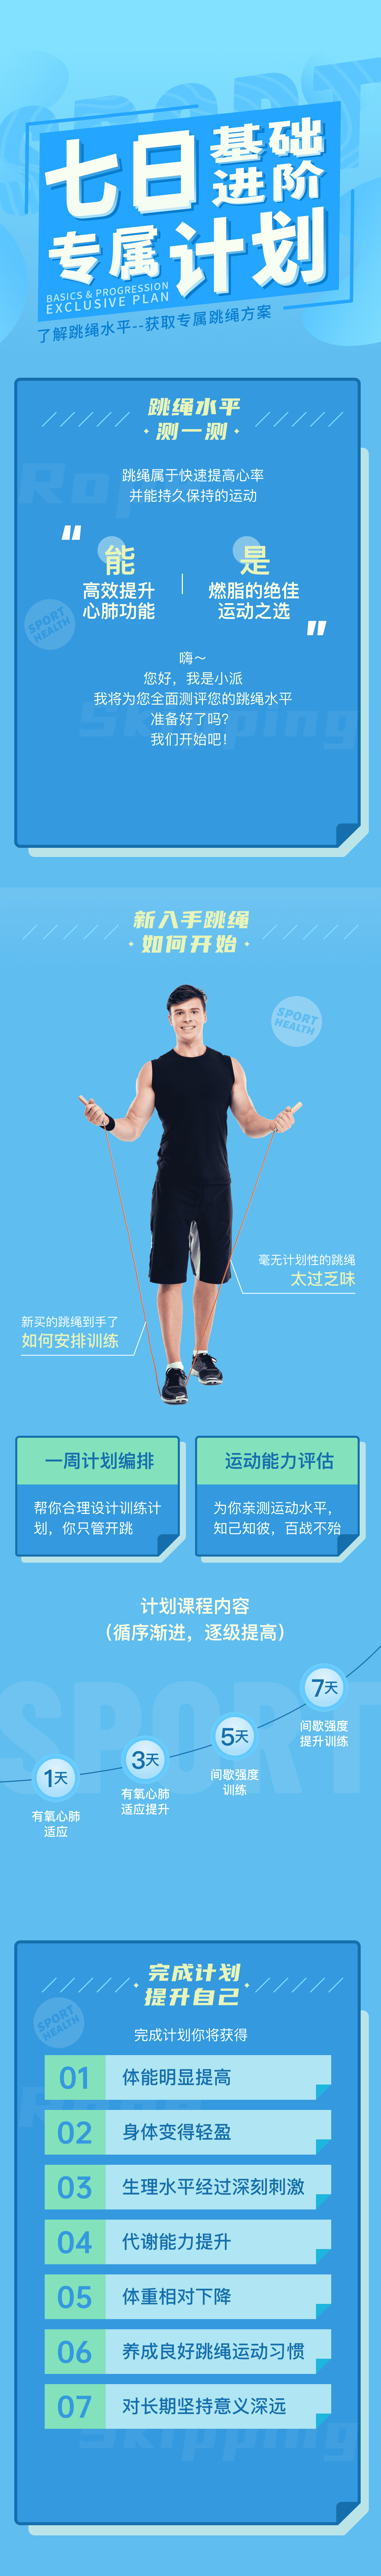 SPORT
七日基础
进阶
专属计划
BASICS & PROGRESSION
EXCLUSIVE PLAN
了解跳绳水平--获取专属跳绳方案
跳绳水平
测一测
跳绳属于快速提高心率
并能持久保持的运动
能
高效提升
心肺功能
是
燃脂的绝佳
运动之选
SPORT
HEALTH
嗨～
您好，我是小派
我将为您全面测评您的跳绳水平
准备好了吗？
我们开始吧！
Skipping
新入手跳绳
如何开始
SPORT
HEALTH
毫无计划性的跳绳
太过乏味
新买的跳绳到手了
如何安排训练
一周计划编排
帮你合理设计训练计
划，你只管开跳
运动能力评估
为你亲测运动水平，
知己知彼，百战不殆
计划课程内容
（循序渐进，逐级提高）
SPORT
1天
有氧心肺
适应
3天
有氧心肺
适应提升
5天
间歇强度
训练
7天
间歇强度
提升训练
完成计划
提升自己
SPORT
HEALTH
完成计划你将获得
01 体能明显提高
02 身体变得轻盈
03 生理水平经过深刻刺激
04 代谢能力提升
05 体重相对下降
06 养成良好跳绳运动习惯
07 对长期坚持意义深远
Skipping